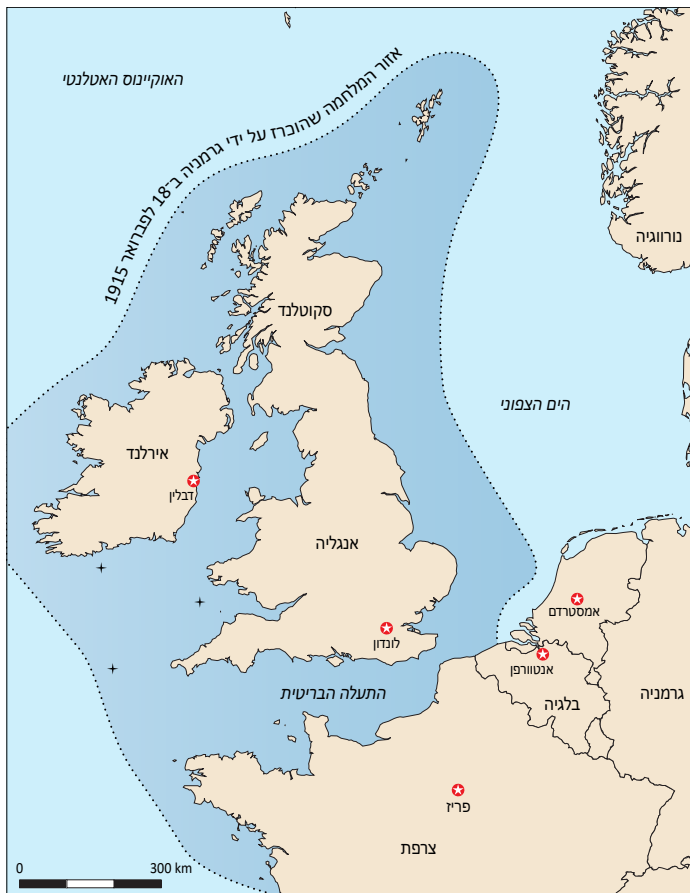 האוקיינוס האטלנטי
אזור המלחמה שהוכרז על ידי גרמניה ב־18 לפברואר 1915
נורווגיה
סקוטלנד
הים הצפוני
אירלנד
דבלין
אנגליה
אמסטרדם
לונדון
אנטוורפן
גרמניה
התעלה הבריטית
בלגיה
פריז
צרפת
0 300 km